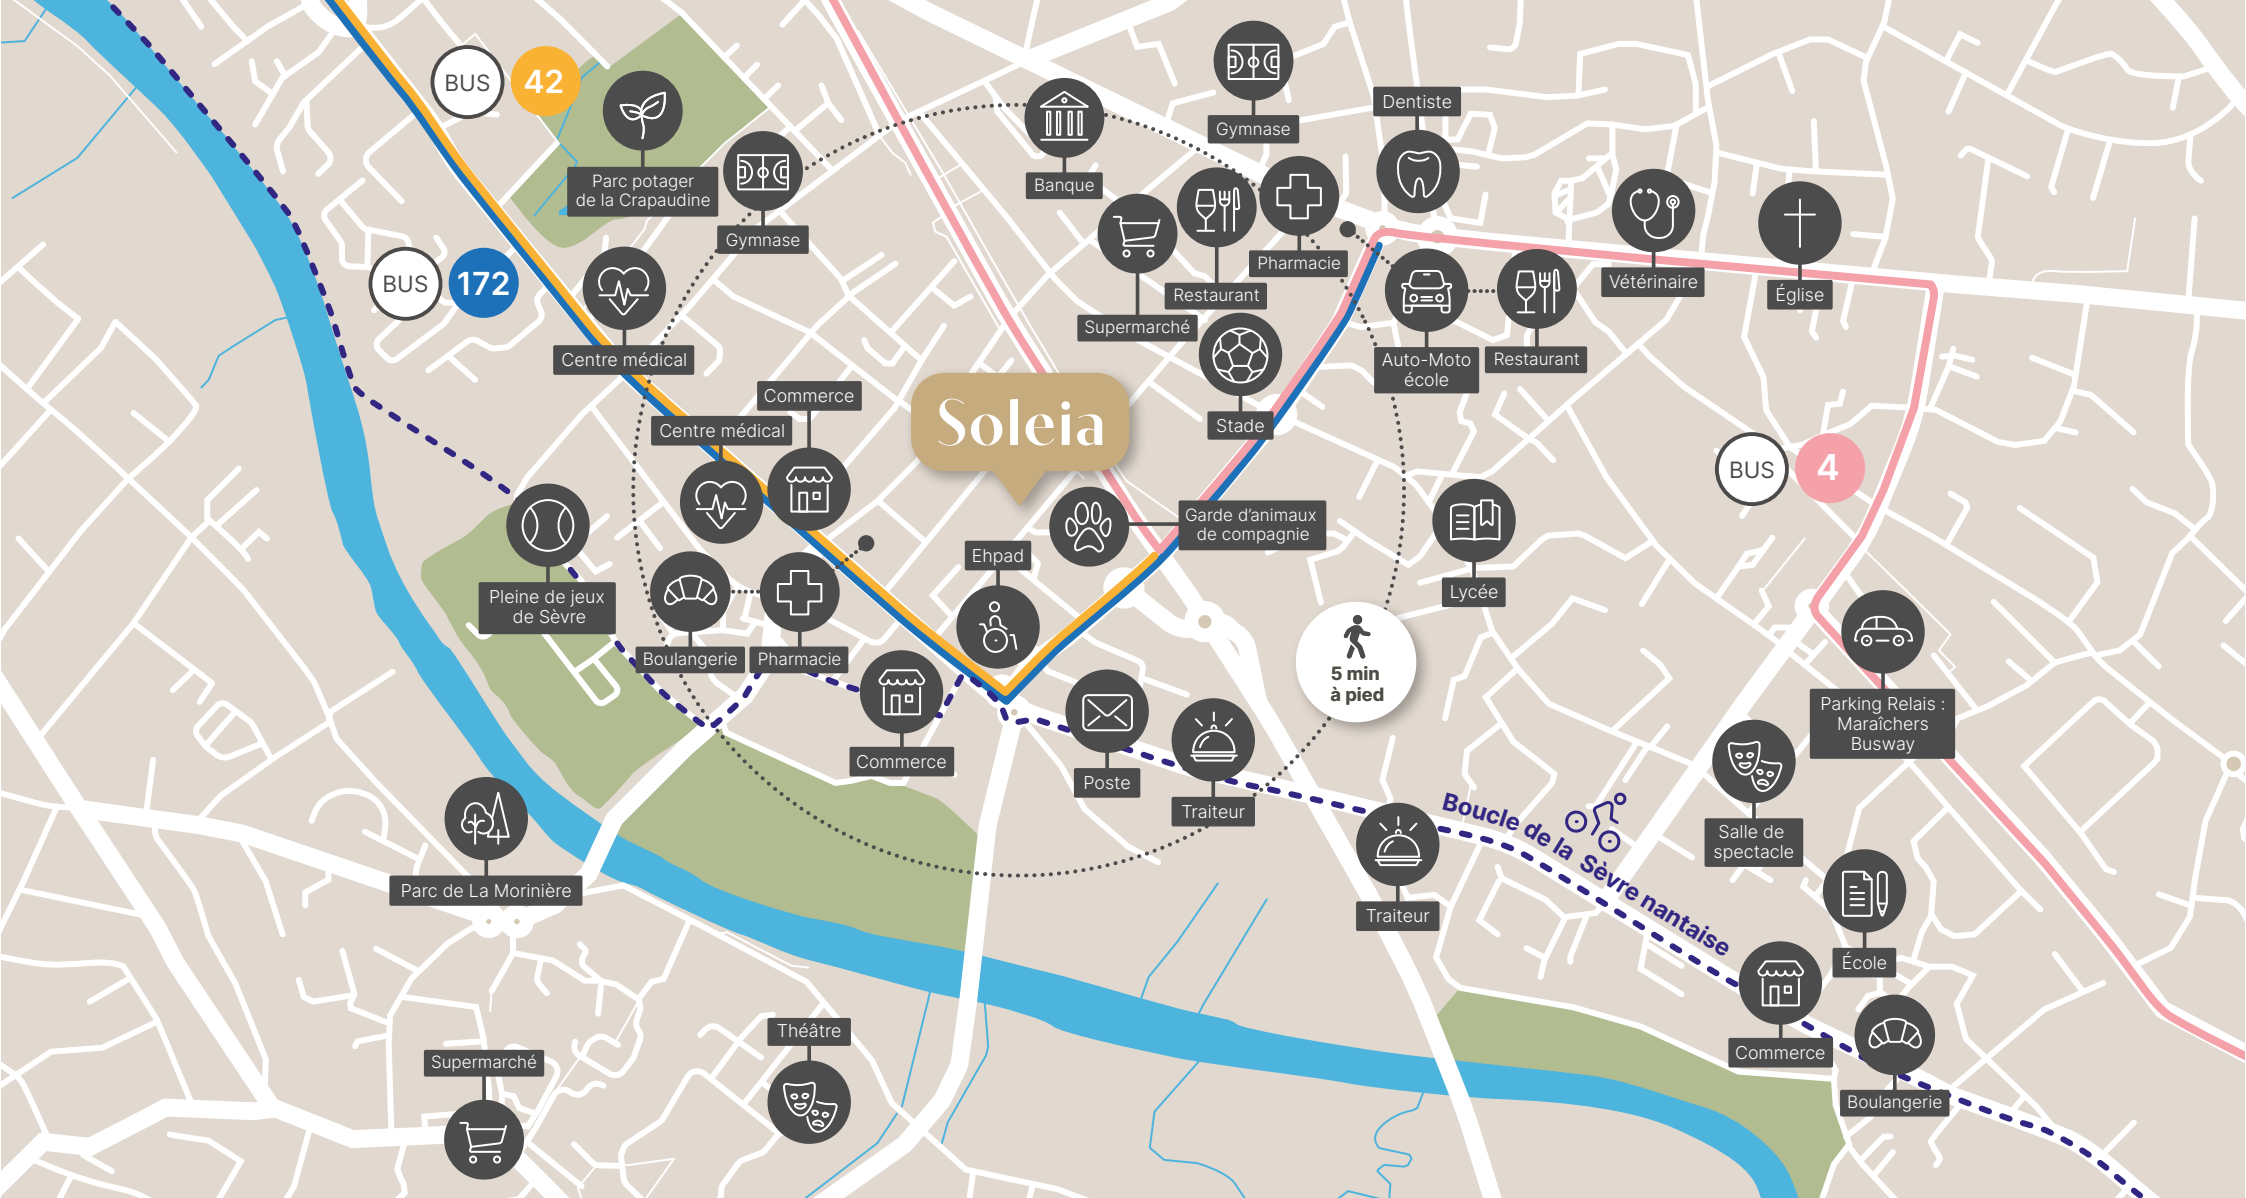 BUS 42
Parc potager
de la Crapaudine
Gymnase
Banque
Gymnase
Dentiste
Pharmacie
Restaurant
Supermarché
Vétérinaire
Église
BUS 172
Centre médical
Auto-Moto
école
Restaurant
Stade
Commerce
Centre médical
Soleia
BUS 4
Garde d’animaux
de compagnie
Ehpad
Lycée
Pleine de jeux
de Sèvre
Boulangerie
Pharmacie
5 min
à pied
Commerce
Poste
Traiteur
Parking Relais :
Maraîchers
Busway
Salle de
spectacle
Boucle de la Sèvre nantaise
Parc de La Morinière
Traiteur
École
Commerce
Boulangerie
Théâtre
Supermarché